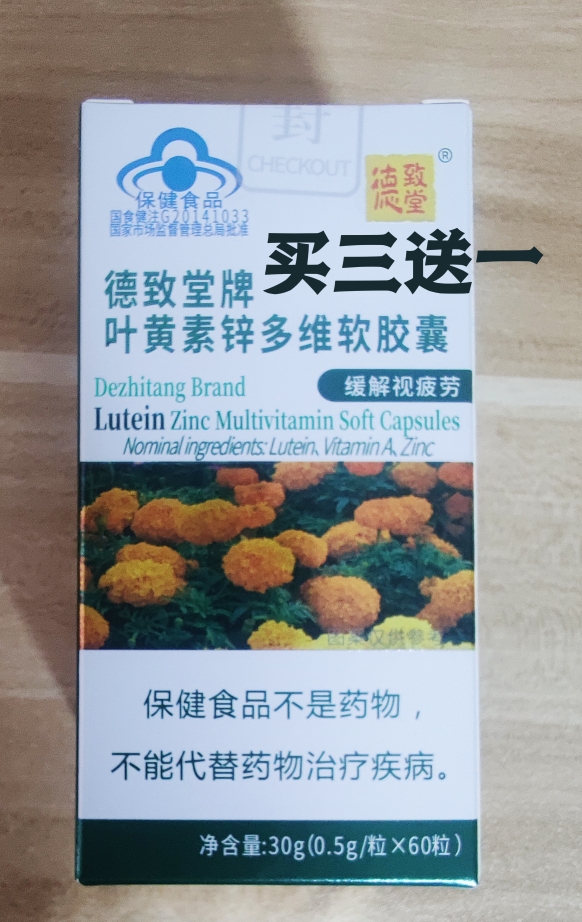 封
CHECKOUT
德致堂
®
保健食品
国食健注G20141033
国家市场监督管理总局批准
买三送一
德致堂牌
叶黄素锌多维软胶囊
Dezhitang Brand
缓解视疲劳
Lutein Zinc Multivitamin Soft Capsules
Nominal ingredients: Lutein、Vitamin A、Zinc
图案仅供参考
保健食品不是药物，
不能代替药物治疗疾病。
净含量:30g(0.5g/粒×60粒)